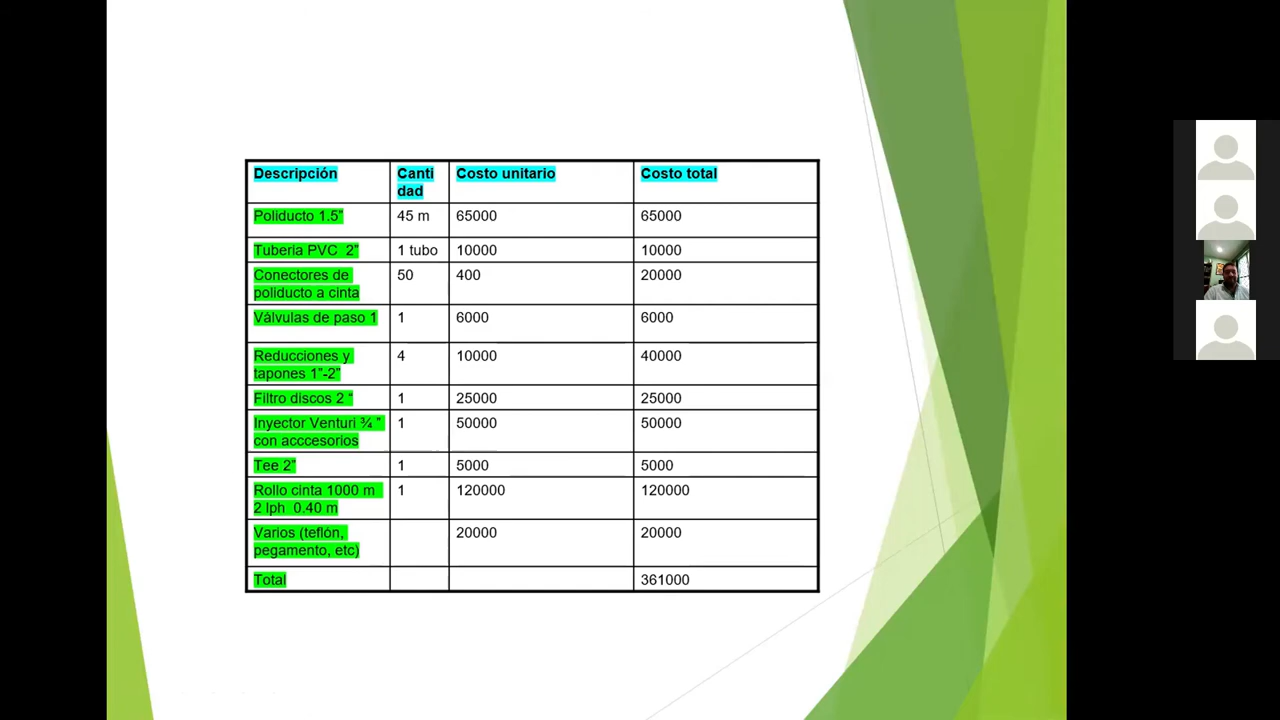 Descripción Canti dad Costo unitario Costo total
Poliducto 1.5" 45 m 65000 65000
Tuberia PVC 2" 1 tubo 10000 10000
Conectores de poliducto a cinta 50 400 20000
Válvulas de paso 1 1 6000 6000
Reducciones y tapones 1"-2" 4 10000 40000
Filtro discos 2 " 1 25000 25000
Inyector Venturi ¾ " con acccesorios 1 50000 50000
Tee 2" 1 5000 5000
Rollo cinta 1000 m 2 lph 0.40 m 1 120000 120000
Varios (teflón, pegamento, etc) 20000 20000
Total 361000